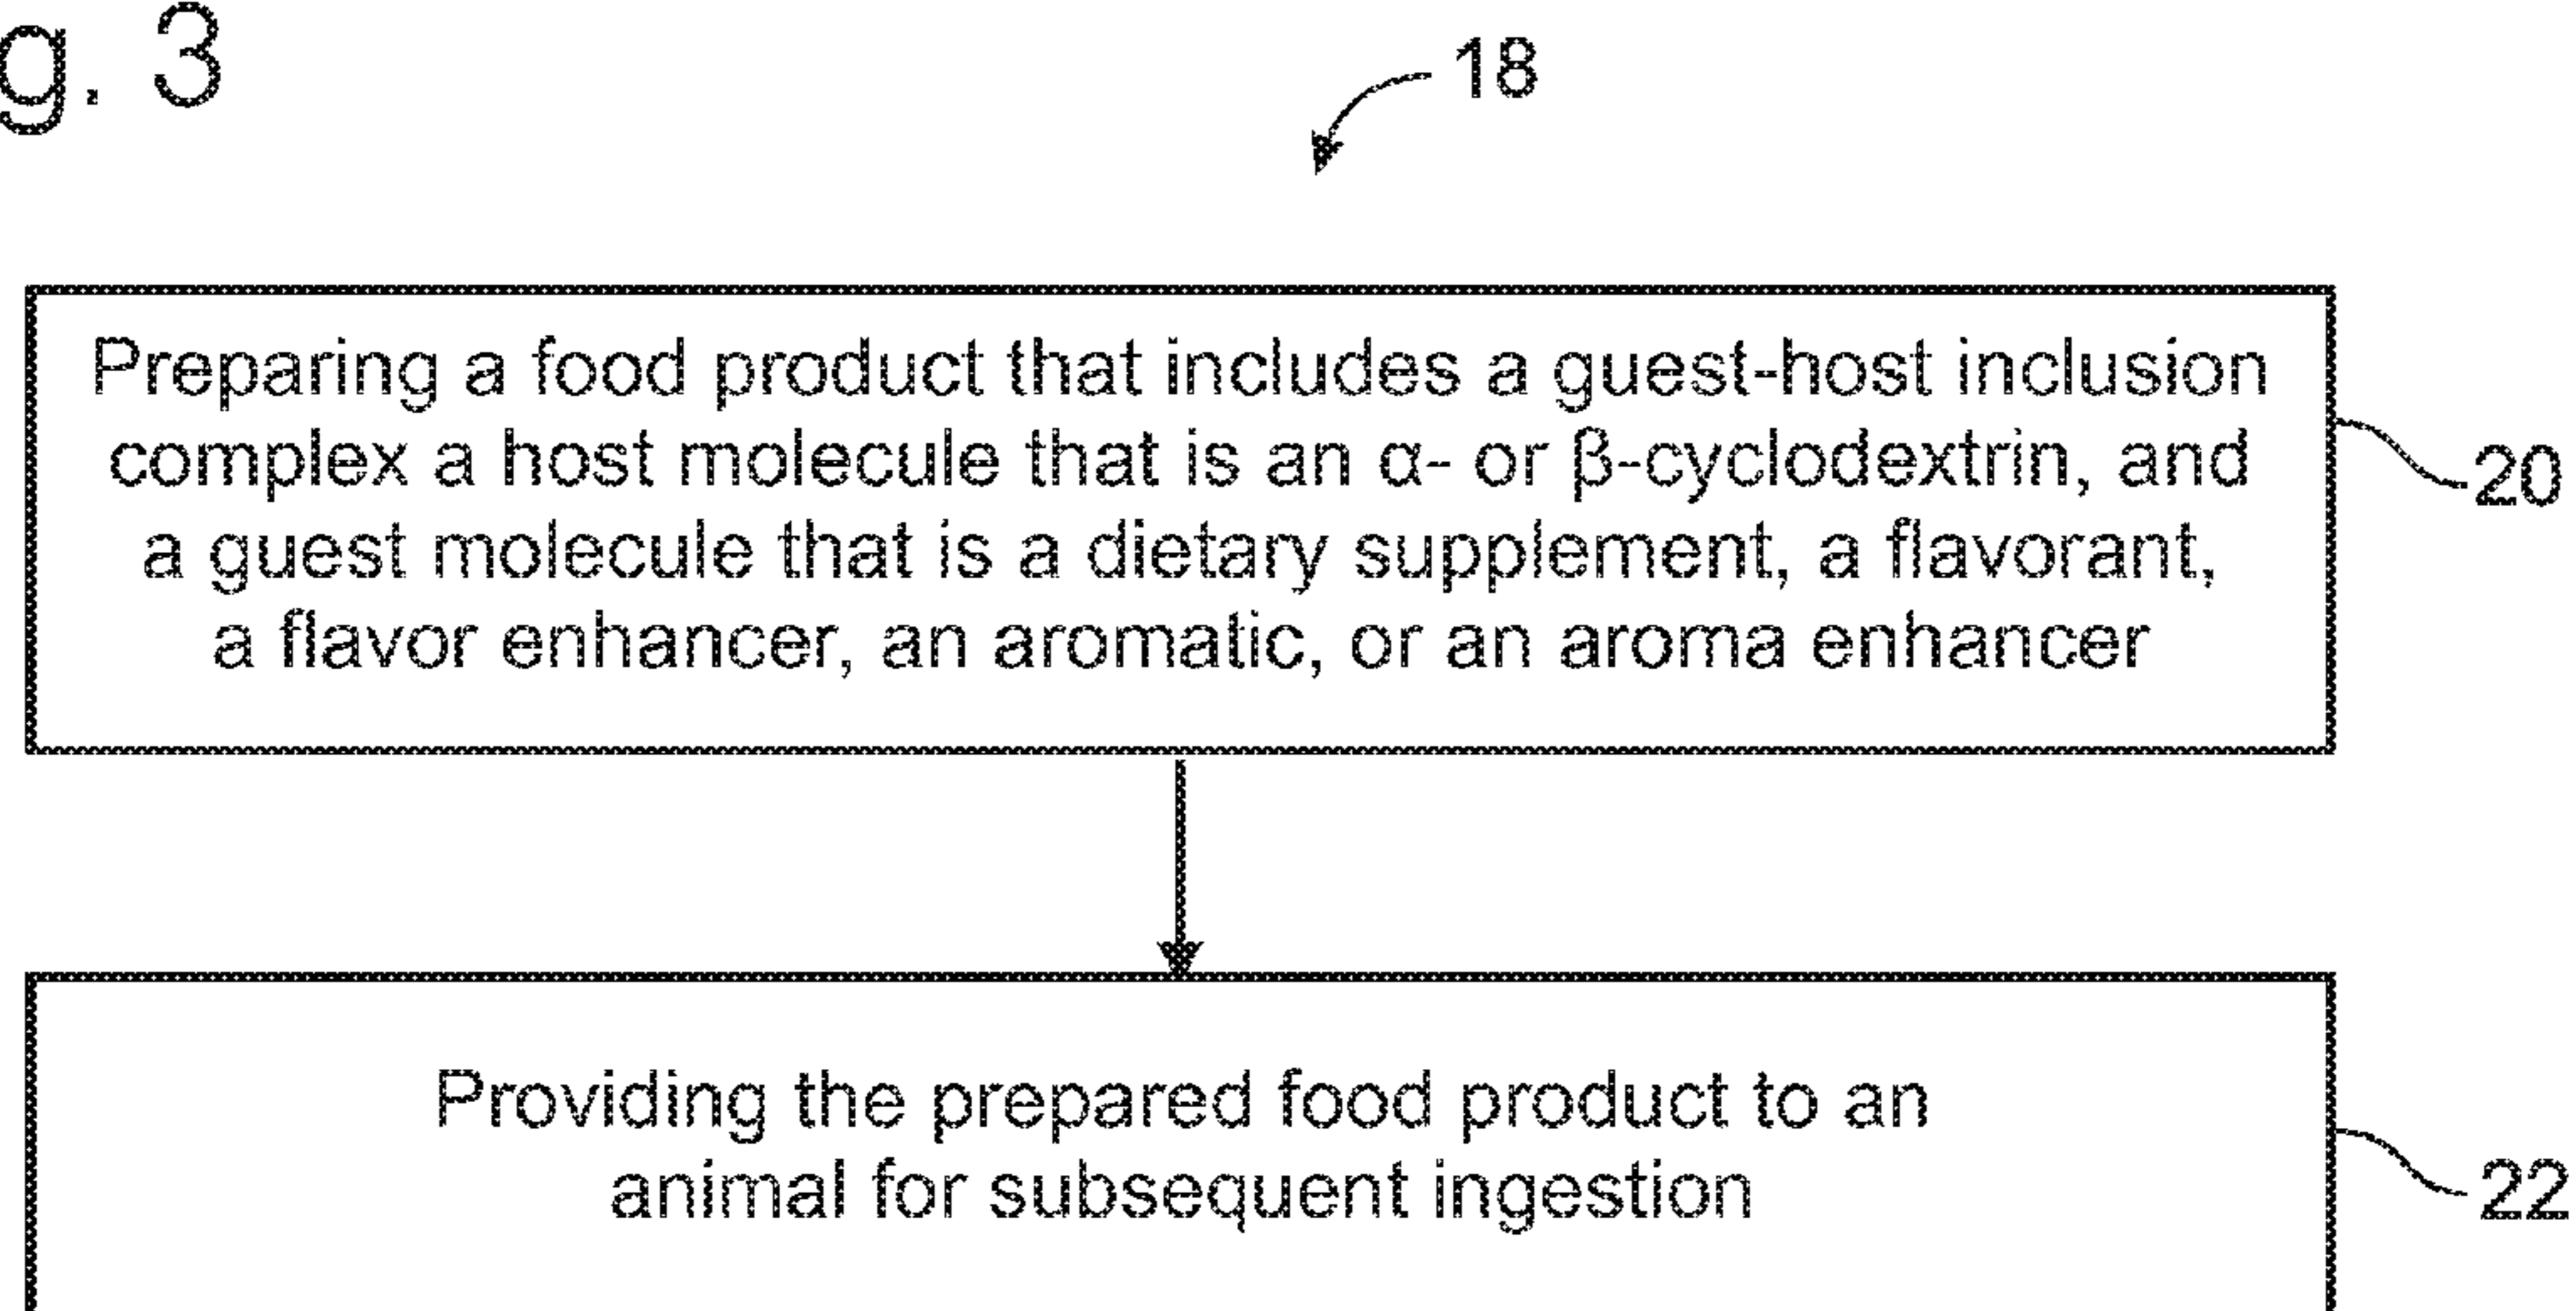 g. 3
18
Preparing a food product that includes a guest-host inclusion
complex a host molecule that is an α- or β-cyclodextrin, and
a guest molecule that is a dietary supplement, a flavorant,
a flavor enhancer, an aromatic, or an aroma enhancer
20
Providing the prepared food product to an
animal for subsequent ingestion
22